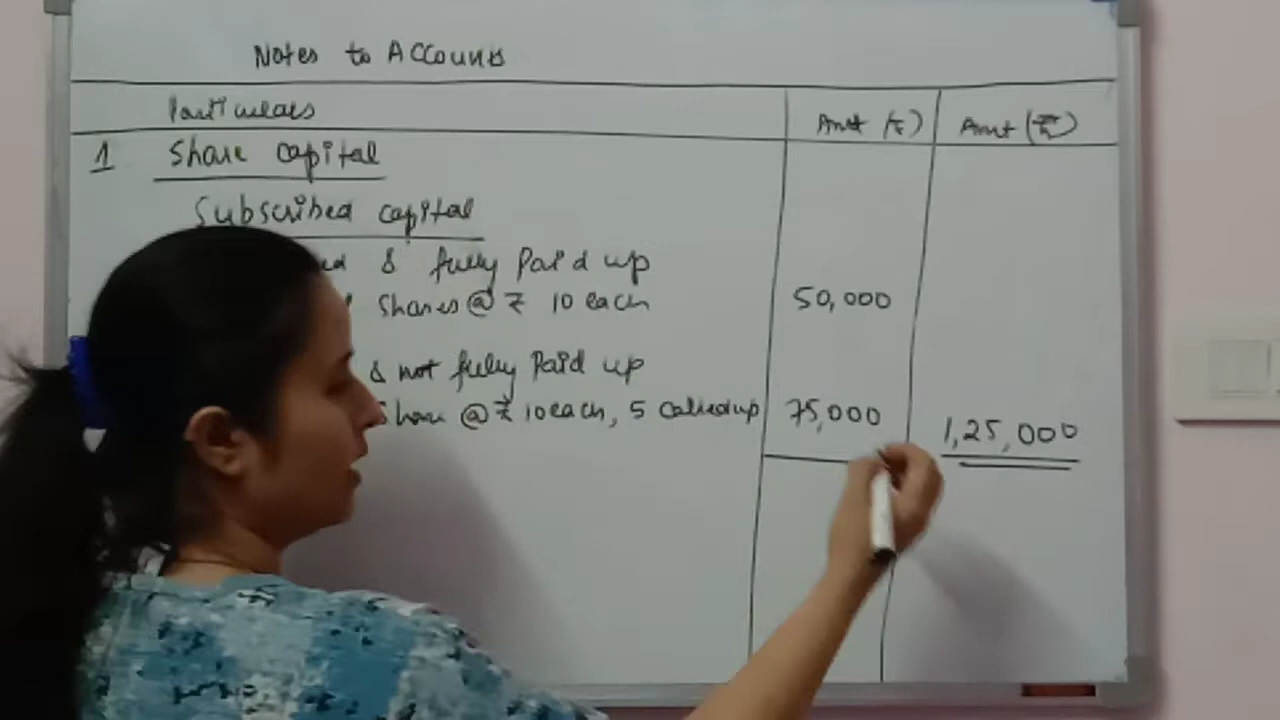 Notes to Accounts
Particulars Amt (₹) Amt (₹)
1 Share capital
Subscribed capital
& fully Paid up
Shares @ ₹ 10 each 50,000
& not fully Paid up
Share @ ₹ 10 each, 5 Called up 75,000 1,25,000